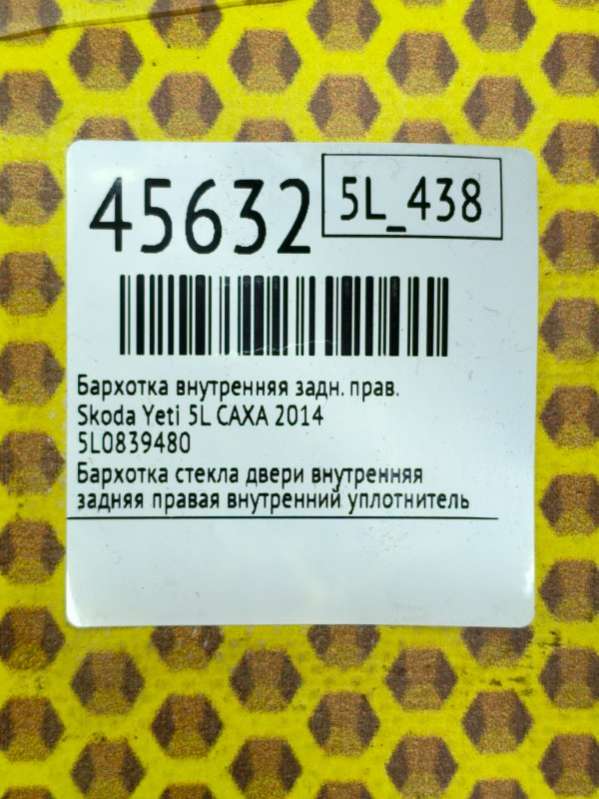 45632
5L_438
Бархотка внутренняя задн. прав.
Skoda Yeti 5L CAXA 2014
5L0839480
Бархотка стекла двери внутренняя
задняя правая внутренний уплотнитель